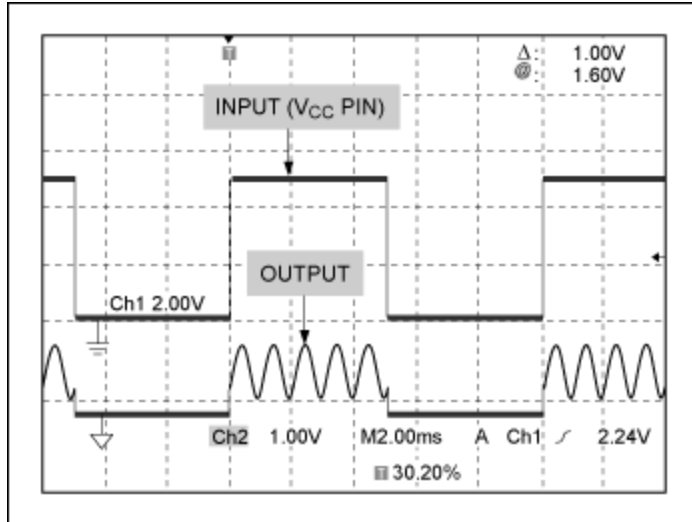 Δ: 1.00V
@: 1.60V
T
INPUT (VCC PIN)
OUTPUT
Ch1 2.00V
Ch2 1.00V M2.00ms A Ch1 2.24V
T 30.20%